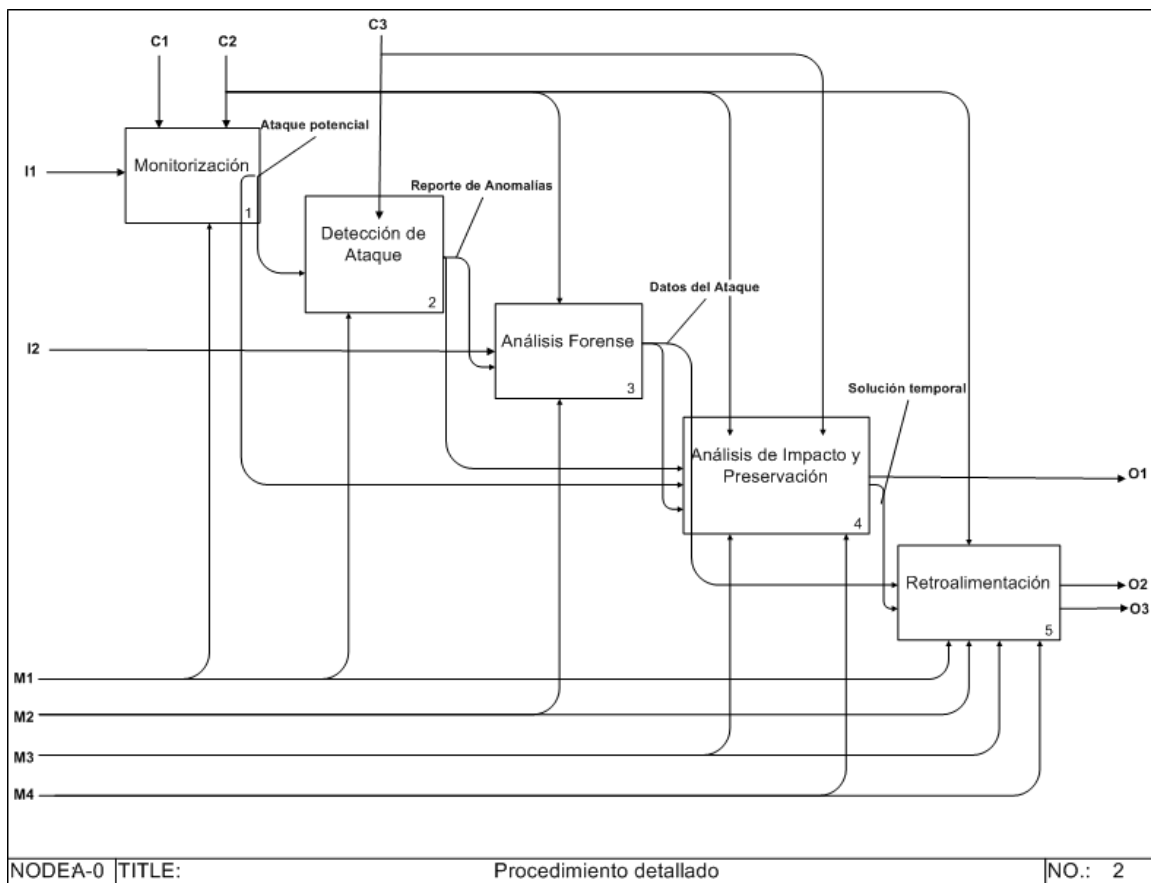 C1
C2
C3
Ataque potencial
I1
Monitorización
1
Reporte de Anomalías
Detección de
Ataque
2
Datos del Ataque
I2
Análisis Forense
3
Solución temporal
Análisis de Impacto y
Preservación
4
O1
Retroalimentación
5
O2
O3
M1
M2
M3
M4
NODE:A-0
TITLE:
Procedimiento detallado
NO.: 2